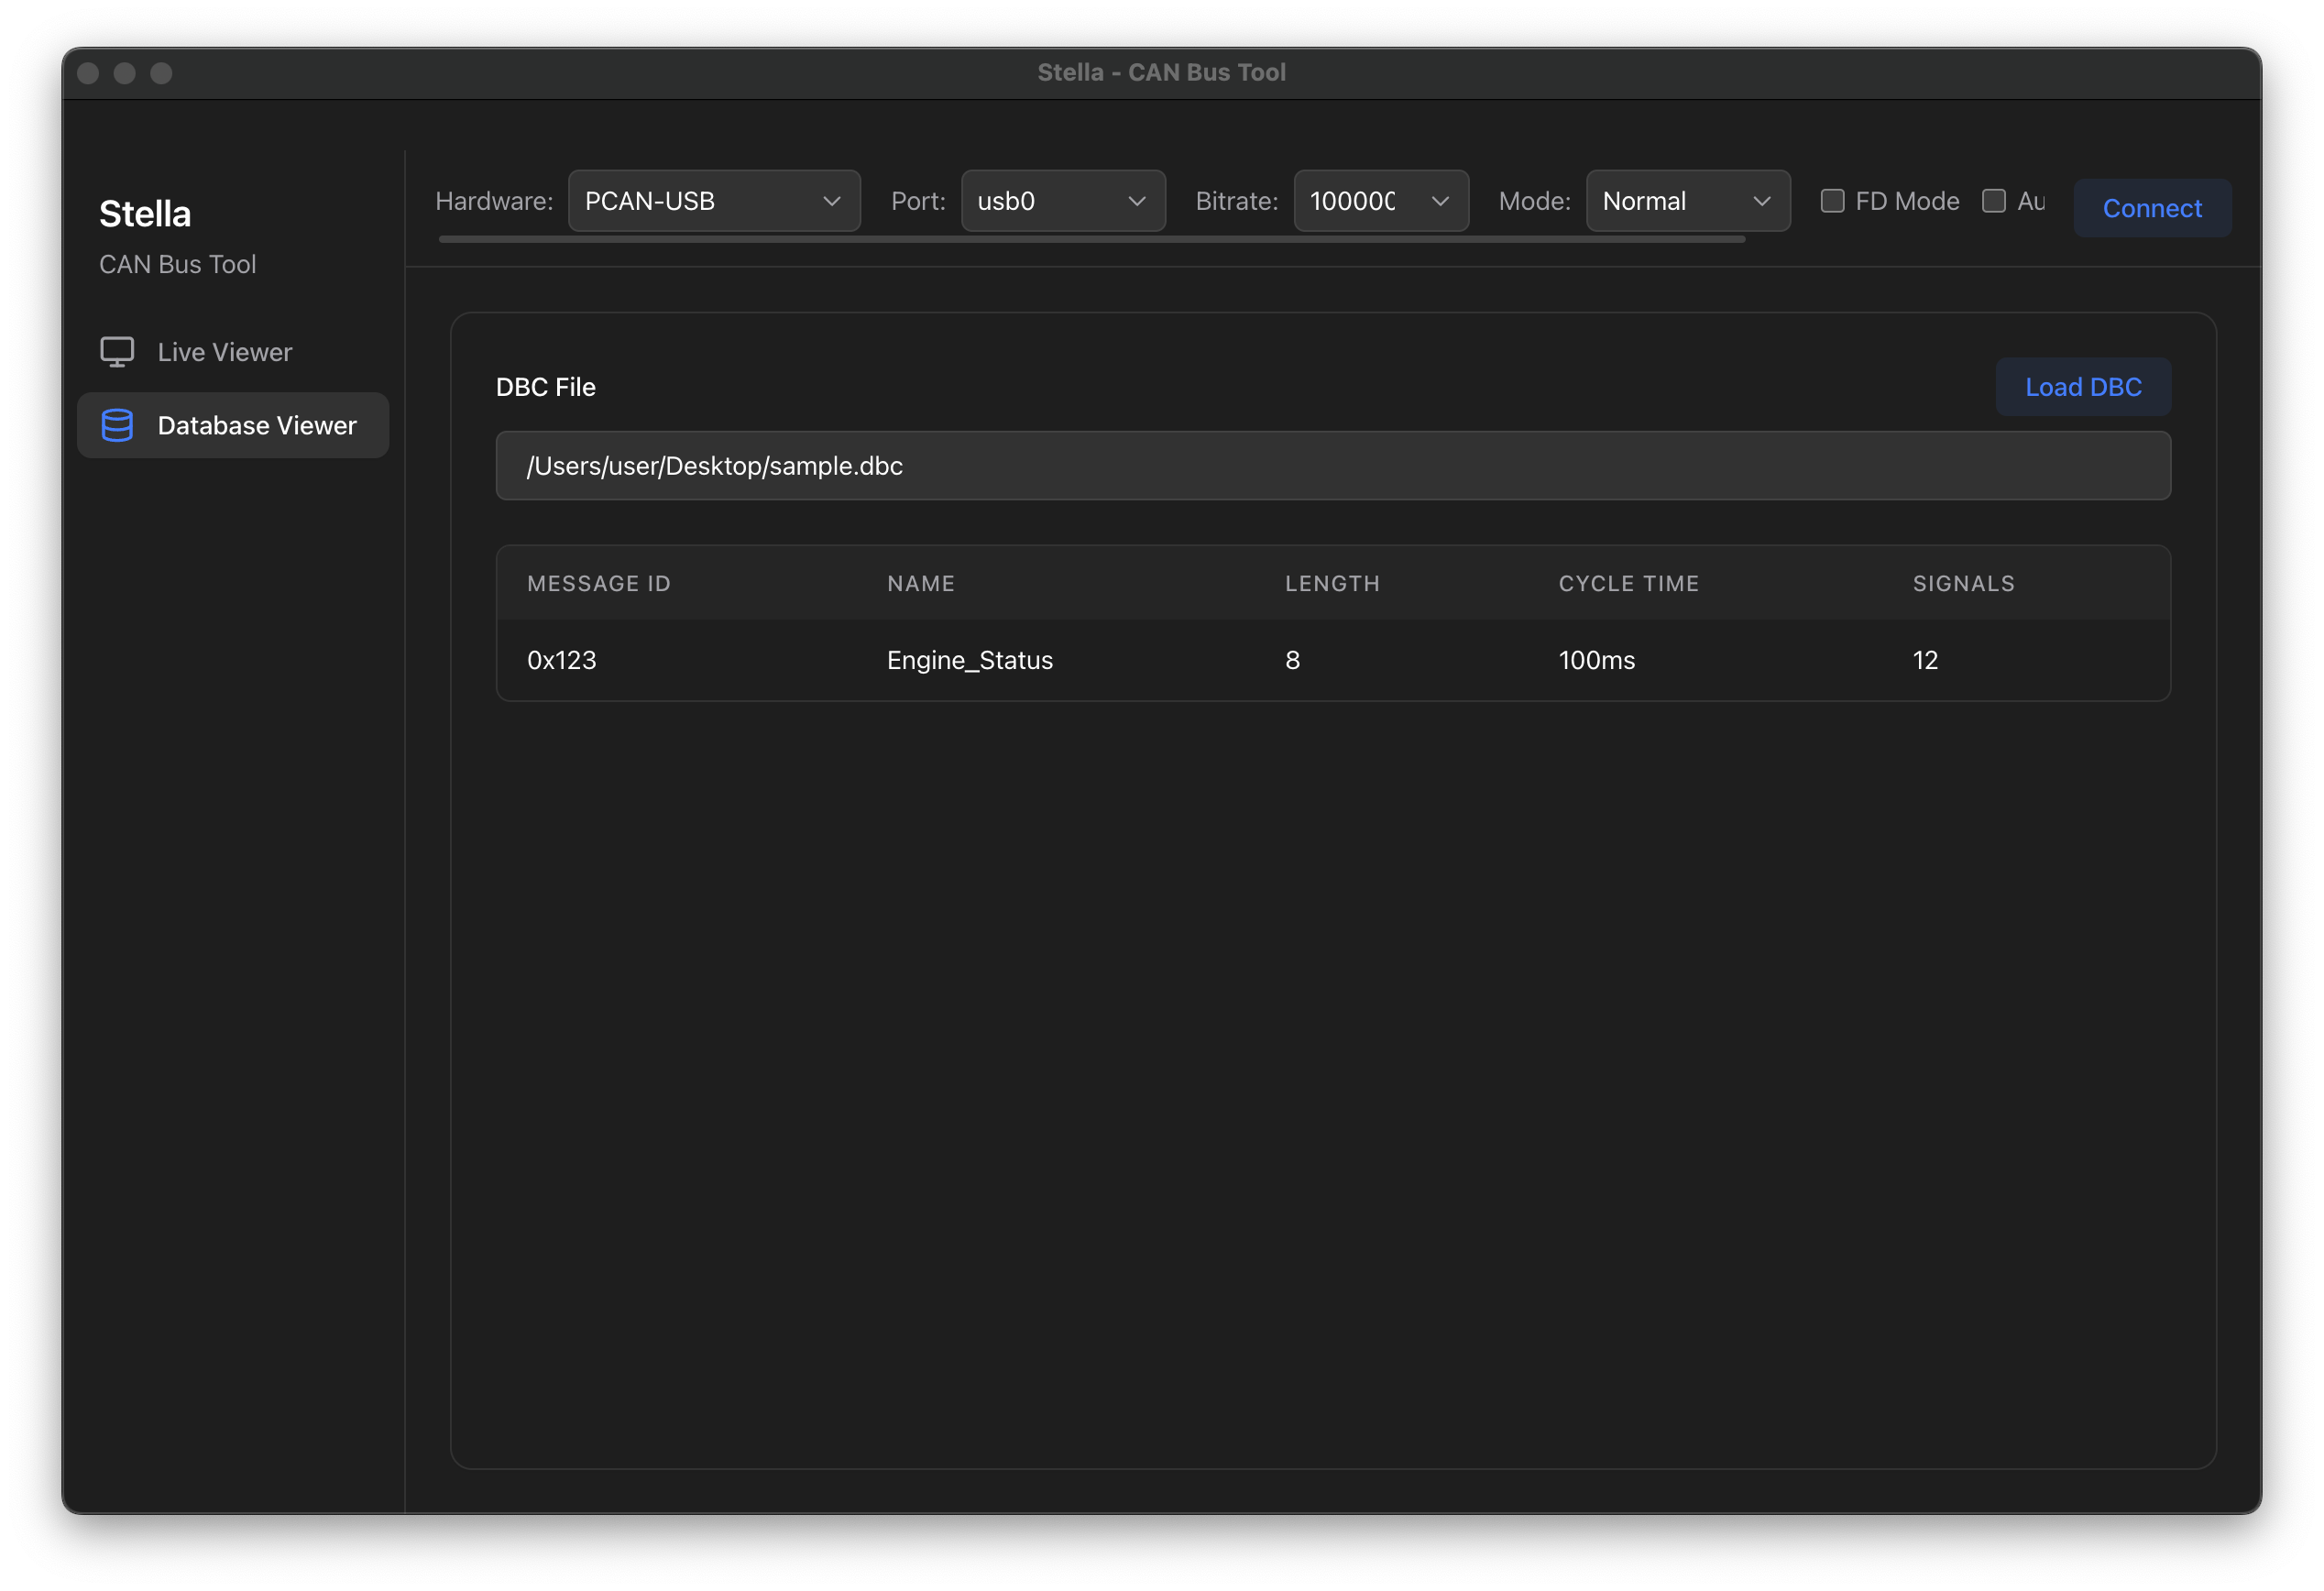 Stella - CAN Bus Tool
Stella
CAN Bus Tool
Live Viewer
Database Viewer
Hardware: PCAN-USB Port: usb0 Bitrate: 100000 Mode: Normal FD Mode Au Connect
DBC File Load DBC
/Users/user/Desktop/sample.dbc
MESSAGE ID NAME LENGTH CYCLE TIME SIGNALS
0x123 Engine_Status 8 100ms 12